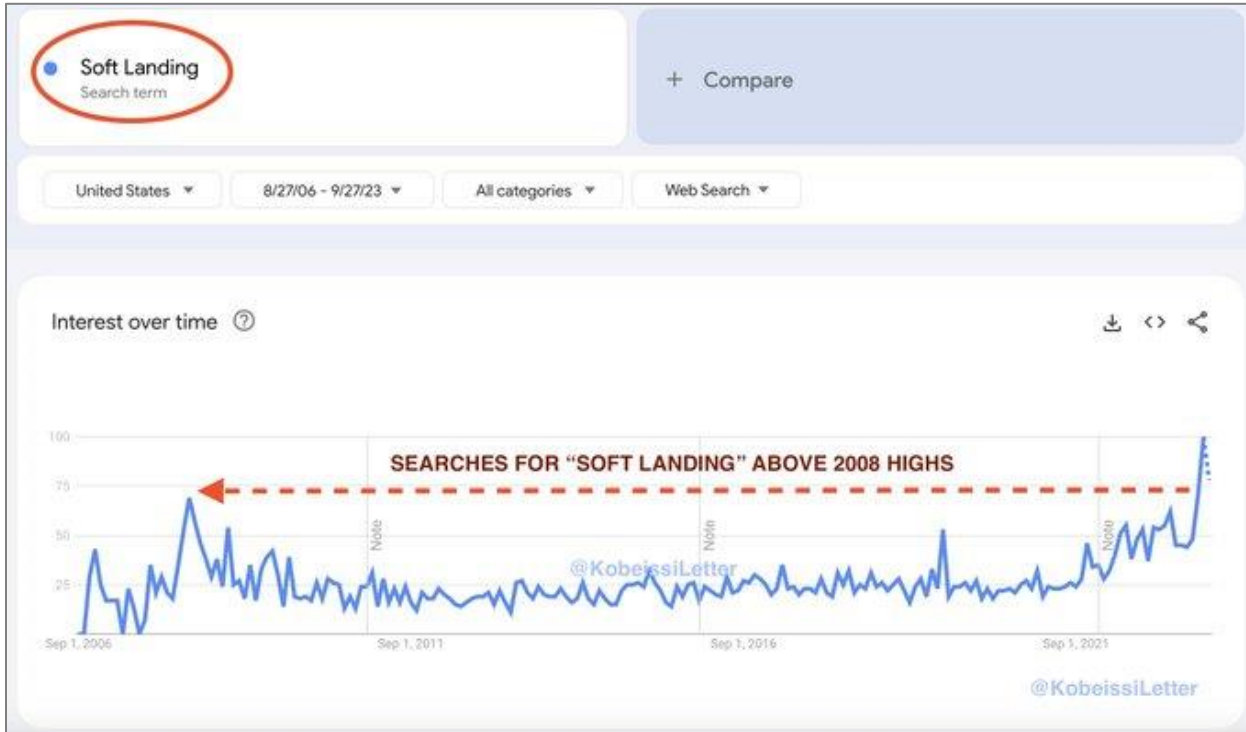 Soft Landing
Search term
+ Compare
United States
8/27/06 - 9/27/23
All categories
Web Search
Interest over time
100
SEARCHES FOR “SOFT LANDING” ABOVE 2008 HIGHS
75
50
Note
Note
Note
@KobeissiLetter
25
Sep 1, 2006
Sep 1, 2011
Sep 1, 2016
Sep 1, 2021
@KobeissiLetter